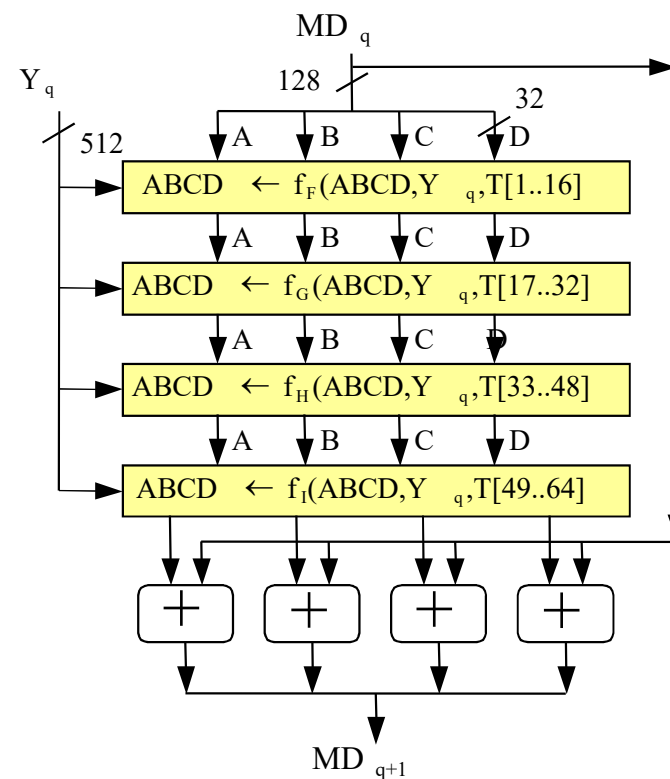 MD q
Y q
128
32
512
A B C D
ABCD ← fF(ABCD,Y q,T[1..16]
A B C D
ABCD ← fG(ABCD,Y q,T[17..32]
A B C D
ABCD ← fH(ABCD,Y q,T[33..48]
A B C D
ABCD ← fI(ABCD,Y q,T[49..64]
+ + + +
MD q+1